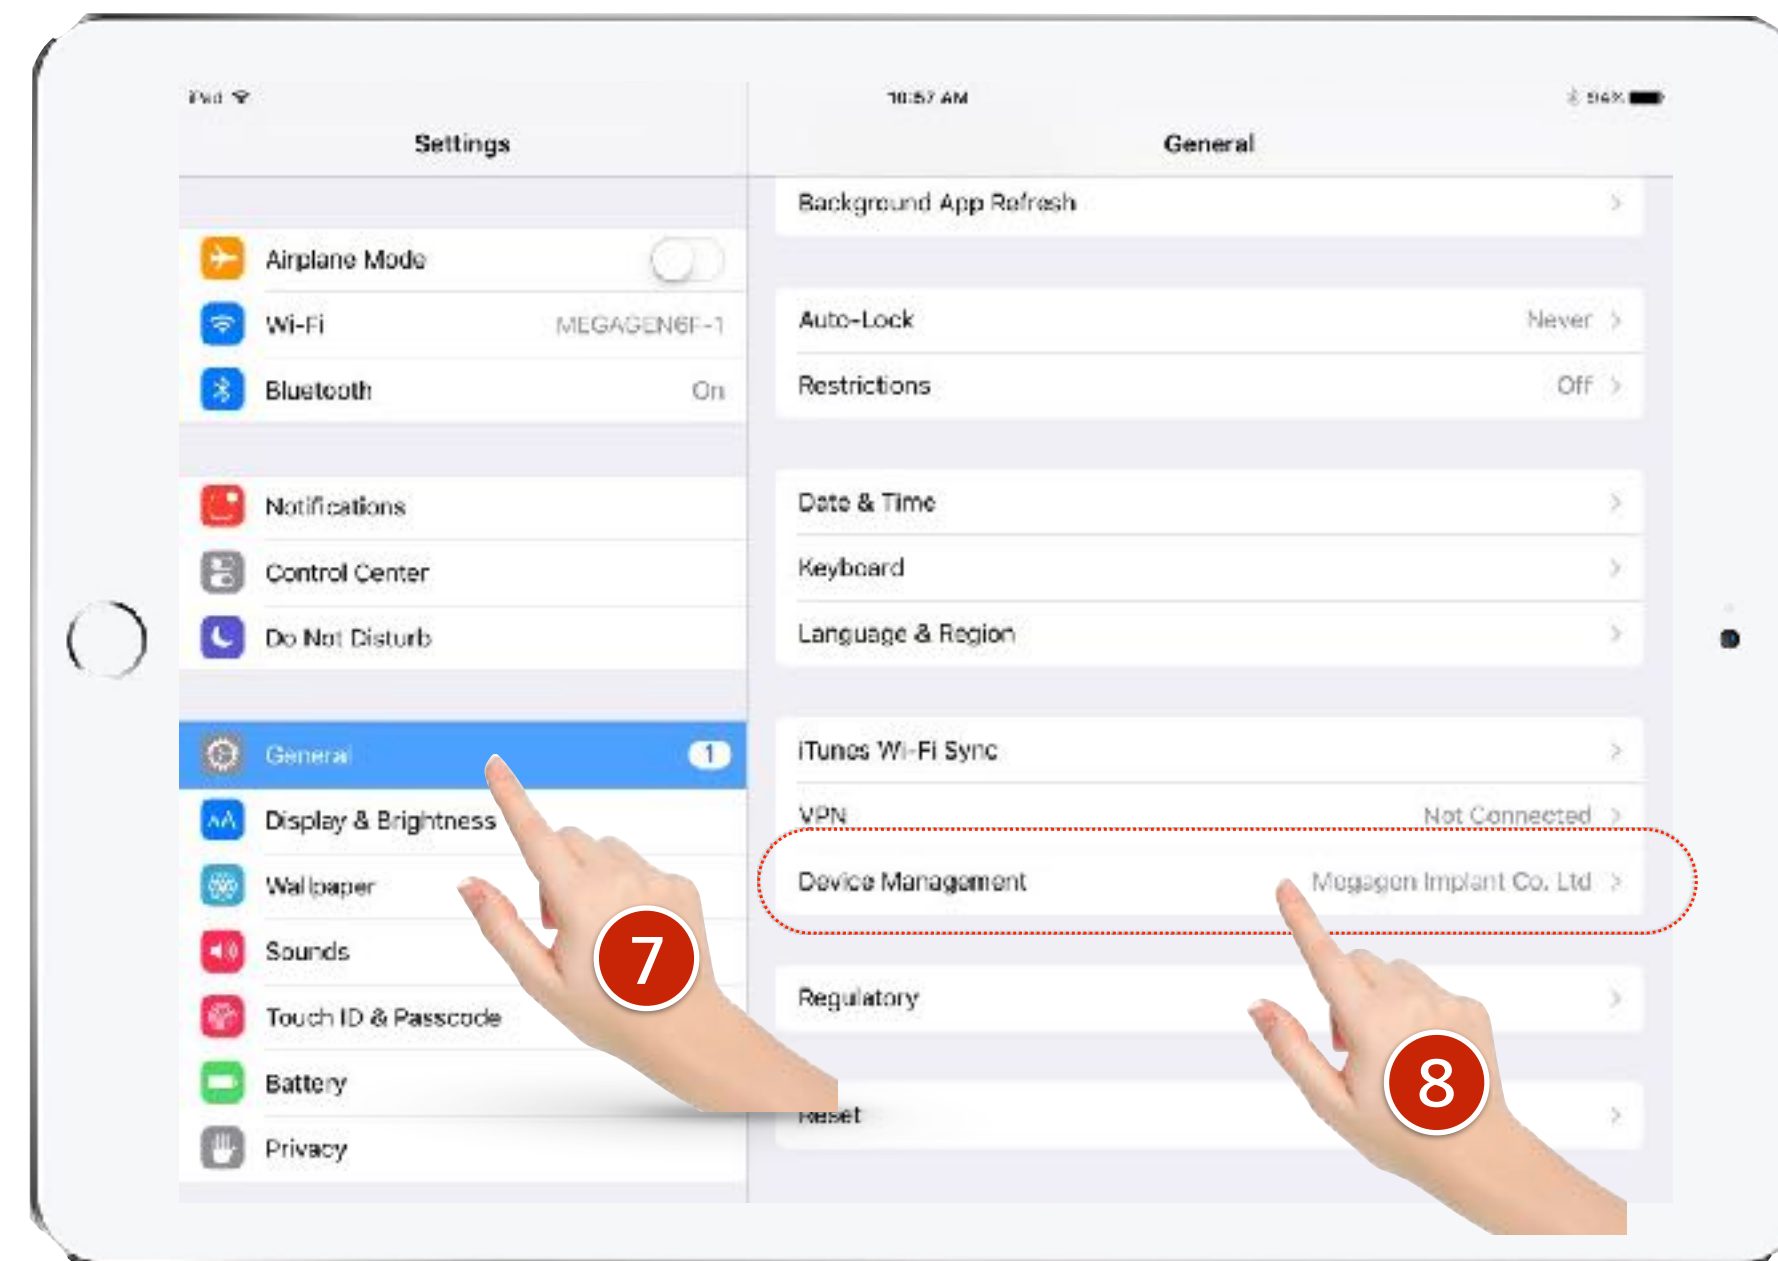 iPad
10:57 AM
94%
Settings
General
Background App Refresh
Airplane Mode
Wi-Fi
MEGAGEN6F-1
Bluetooth
On
Notifications
Control Center
Do Not Disturb
General
1
Display & Brightness
Wallpaper
Sounds
Touch ID & Passcode
Battery
Privacy
7
Auto-Lock
Never
Restrictions
Off
Date & Time
Keyboard
Language & Region
iTunes Wi-Fi Sync
VPN
Not Connected
Device Management
Megagen Implant Co. Ltd
Regulatory
Reset
8